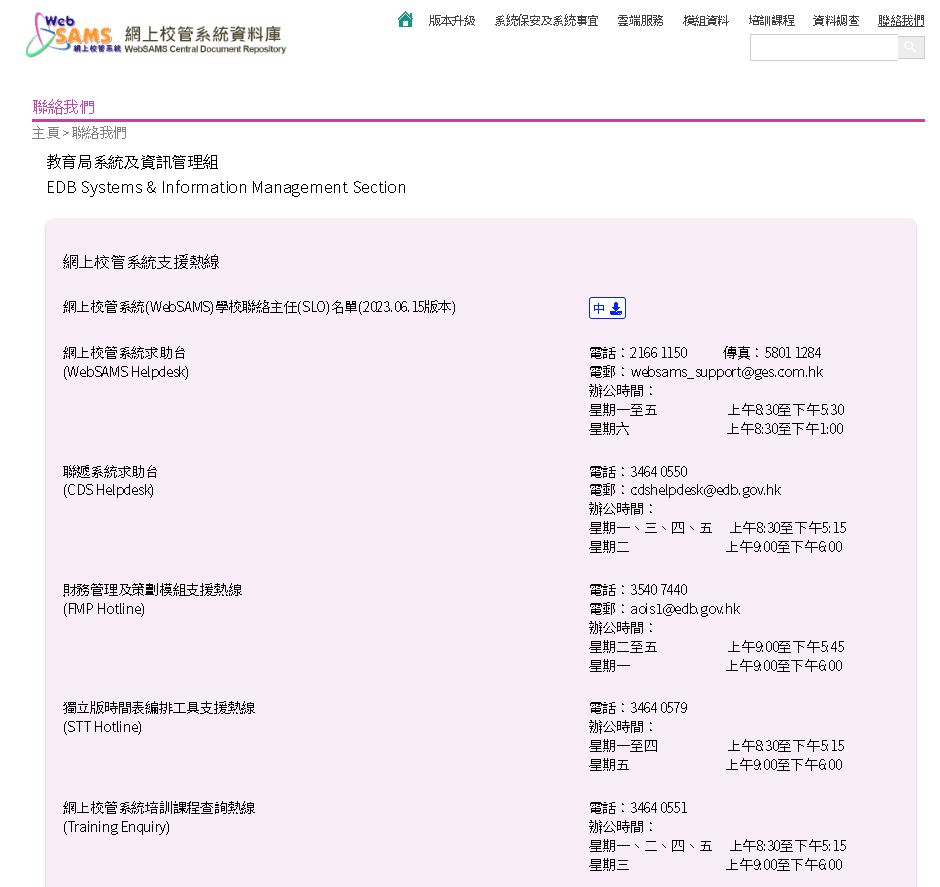 Web SAMS 網上校管系統
網上校管系統資料庫
WebSAMS Central Document Repository
版本升級 系統保安及系統事宜 雲端服務 模組資料 培訓課程 資料調查 聯絡我們
聯絡我們
主頁 > 聯絡我們
教育局系統及資訊管理組
EDB Systems & Information Management Section
網上校管系統支援熱線
網上校管系統(WebSAMS)學校聯絡主任(SLO)名單(2023.06.15版本) 中
網上校管系統求助台 電話：2166 1150 傳真：5801 1284
(WebSAMS Helpdesk) 電郵：websams_support@ges.com.hk
辦公時間：
星期一至五 上午8:30至下午5:30
星期六 上午8:30至下午1:00
聯遞系統求助台 電話：3464 0550
(CDS Helpdesk) 電郵：cdshelpdesk@edb.gov.hk
辦公時間：
星期一、三、四、五 上午8:30至下午5:15
星期二 上午9:00至下午6:00
財務管理及策劃模組支援熱線 電話：3540 7440
(FMP Hotline) 電郵：aois1@edb.gov.hk
辦公時間：
星期二至五 上午9:00至下午5:45
星期一 上午9:00至下午6:00
獨立版時間表編排工具支援熱線 電話：3464 0579
(STT Hotline) 辦公時間：
星期一至四 上午8:30至下午5:15
星期五 上午9:00至下午6:00
網上校管系統培訓課程查詢熱線 電話：3464 0551
(Training Enquiry) 辦公時間：
星期一、二、四、五 上午8:30至下午5:15
星期三 上午9:00至下午6:00